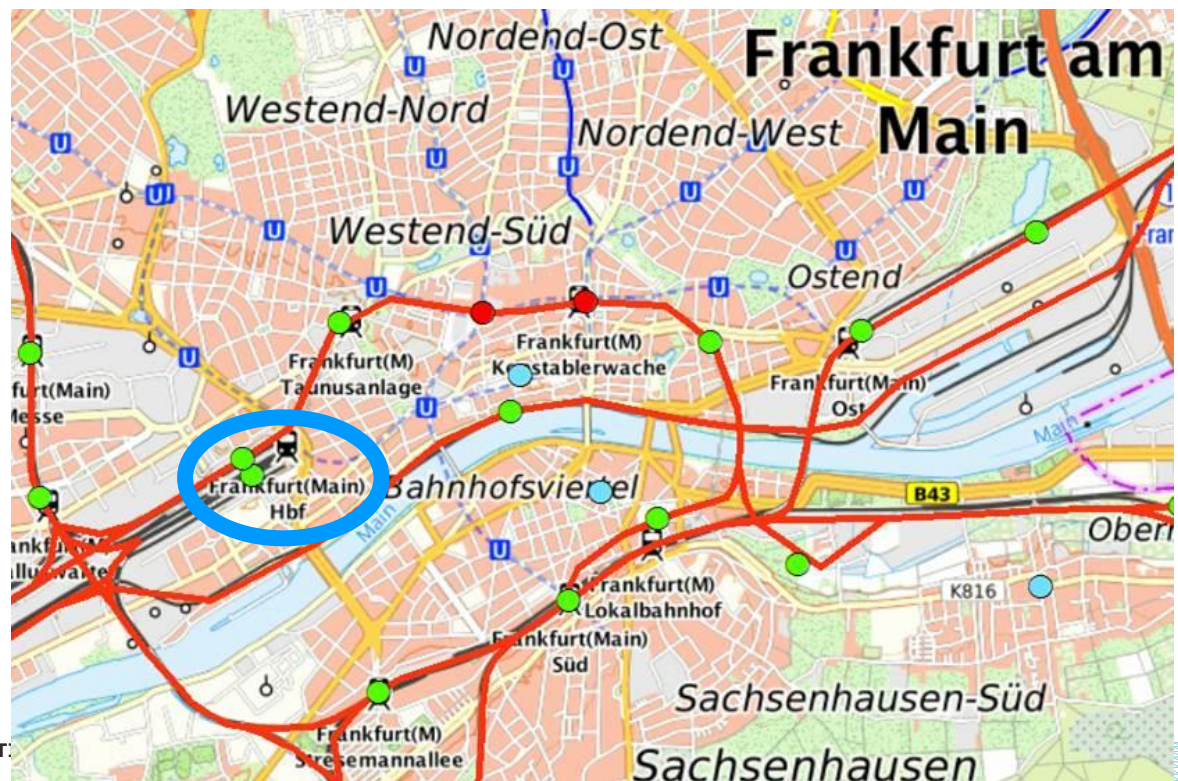 Nordend-Ost
Frankfurt am
Main
Westend-Nord
Nordend-West
U
U
U
U
U
U
U
U
Westend-Süd
U
U
Ostend
U
U
U
Frankfurt(M)
Taunusanlage
Frankfurt(M)
furt(Main)
Messe
Frankfurt(Main)
Ost
U
Main
Frankfurt(Main)
Hbf
Bahnhofsviertel
B43
Main
Oberr
U
K816
Frankfurt(M)
Lokalbahnhof
Frankfurt(Main)
Süd
Sachsenhausen-Süd
Frankfurt(M)
Stresemannallee
Sachsenhausen